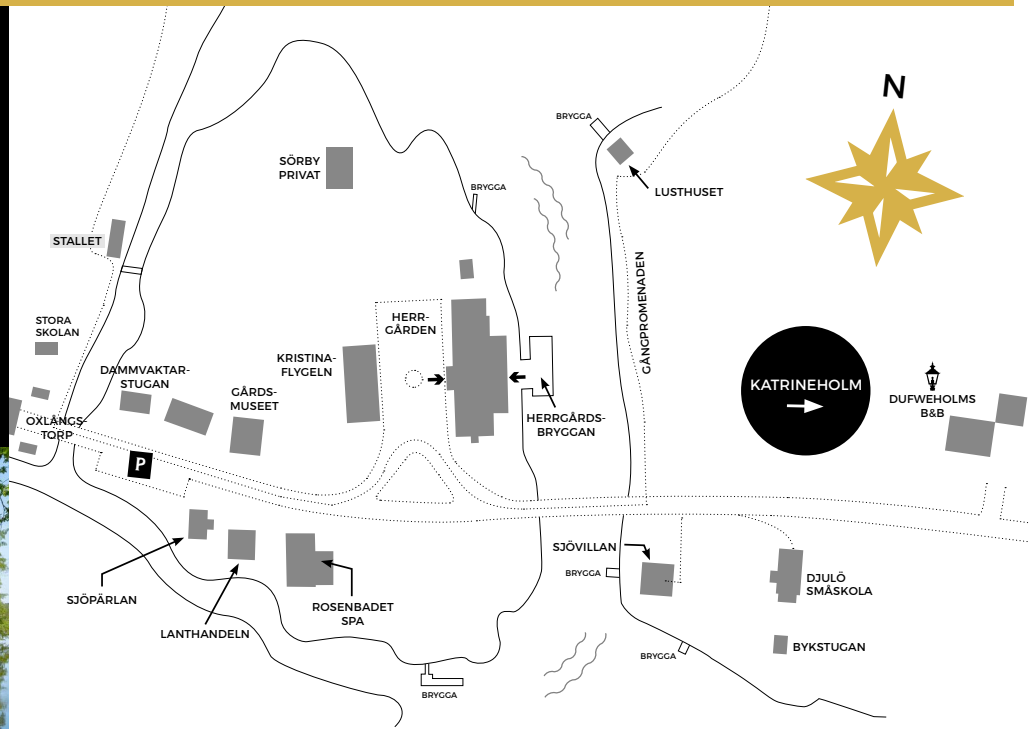 N
BRYGGA
SÖRBY
PRIVAT
BRYGGA
LUSTHUSET
STALLET
GÅNGPROMENADEN
STORA
SKOLAN
HERR-
GÅRDEN
KRISTINA-
FLYGELN
DAMMVAKTAR-
STUGAN
GÅRDS-
MUSEET
KATRINEHOLM
DUFWEHOLMS
B&B
OXLÅNGS-
TORP
HERRGÅRDS-
BRYGGAN
P
SJÖVILLAN
BRYGGA
DJULÖ
SMÅSKOLA
SJÖPÄRLAN
ROSENBADET
SPA
LANTHANDELN
BYKSTUGAN
BRYGGA
BRYGGA